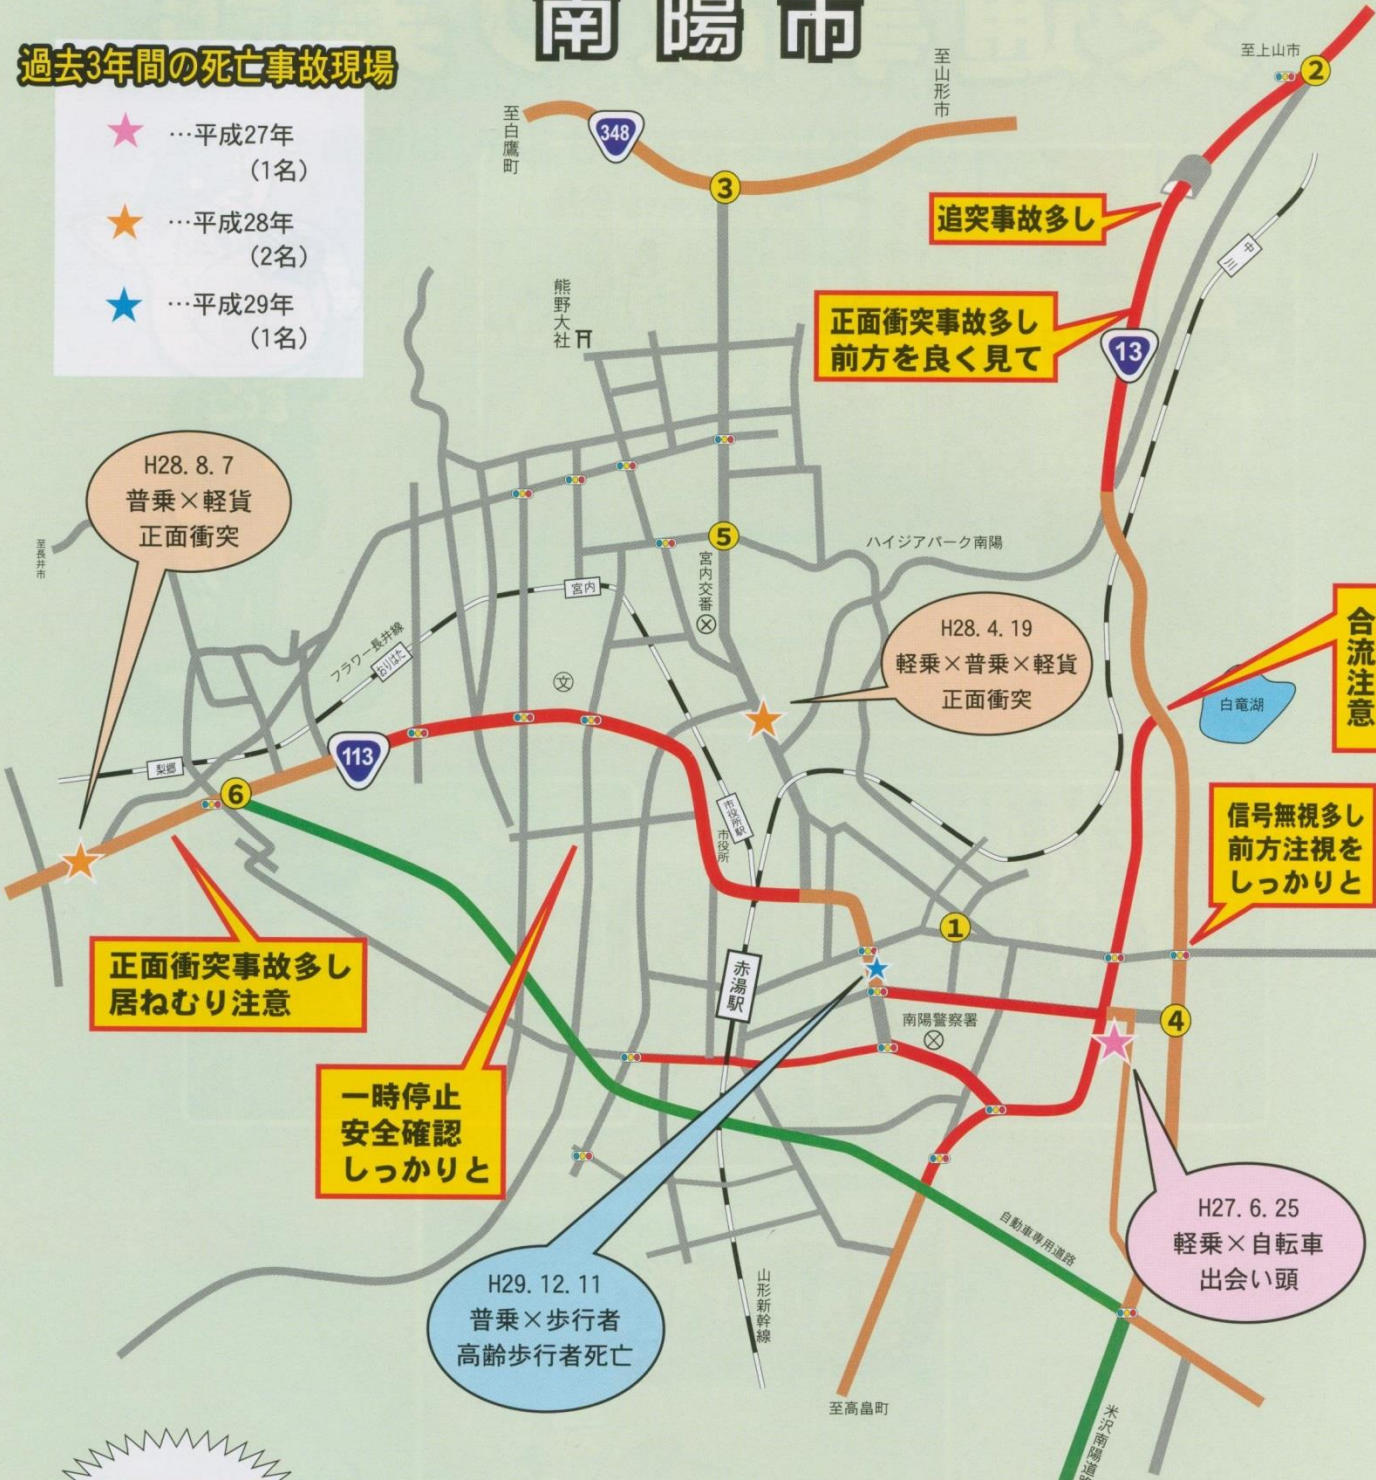 南陽市
過去3年間の死亡事故現場
★…平成27年
(1名)
★…平成28年
(2名)
★…平成29年
(1名)
至白鷹町
348
至山形市
3
至上山市
2
追突事故多し
中川
正面衝突事故多し
前方を良く見て
13
熊野大社
H28.8.7
普乗×軽貨
正面衝突
至長井市
5
宮内交番
ハイジアパーク南陽
宮内
フラワー長井線
おりはた
文
H28.4.19
軽乗×普乗×軽貨
正面衝突
合流注意
白竜湖
梨郷
113
6
市役所駅
市役所
信号無視多し
前方注視を
しっかりと
正面衝突事故多し
居ねむり注意
1
赤湯駅
南陽警察署
4
一時停止
安全確認
しっかりと
H27.6.25
軽乗×自転車
出会い頭
自動車専用道路
H29.12.11
普乗×歩行者
高齢歩行者死亡
山形新幹線
至高畠町
米沢南陽道路